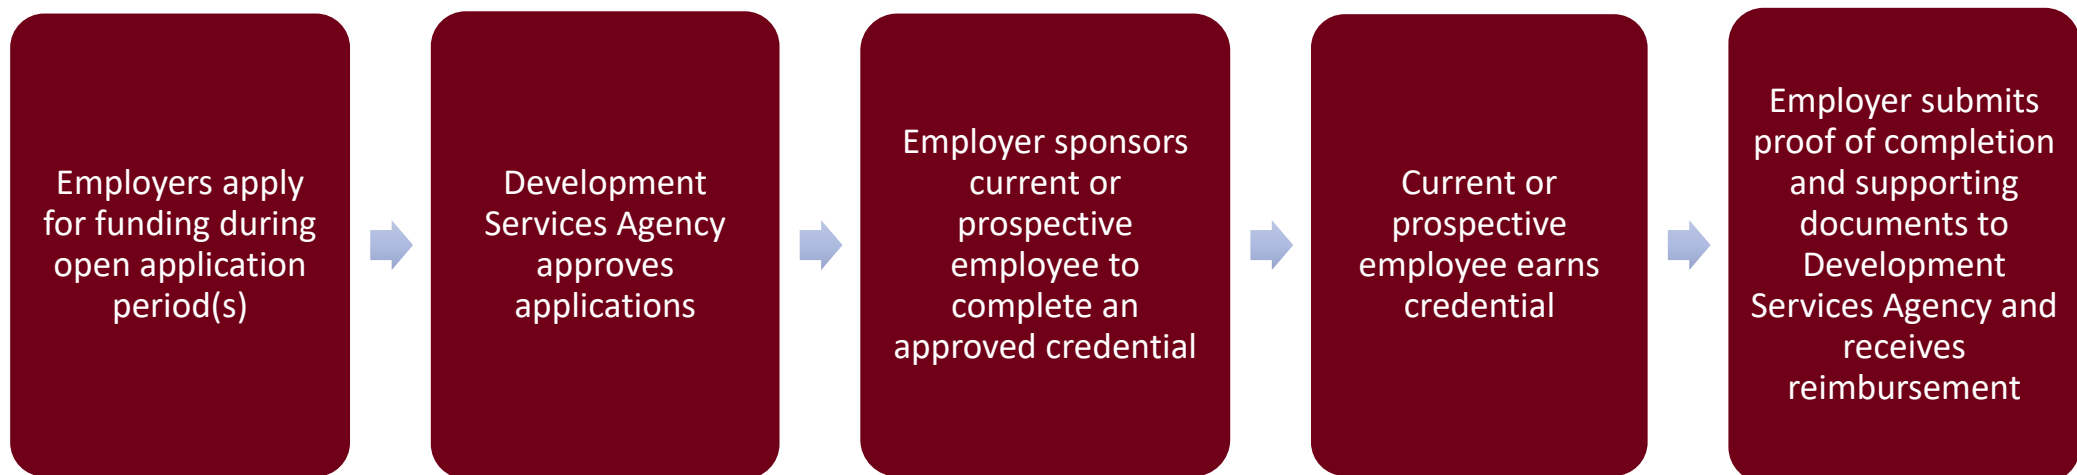 Employers apply
for funding during
open application
period(s)
Development
Services Agency
approves
applications
Employer sponsors
current or
prospective
employee to
complete an
approved credential
Current or
prospective
employee earns
credential
Employer submits
proof of completion
and supporting
documents to
Development
Services Agency and
receives
reimbursement